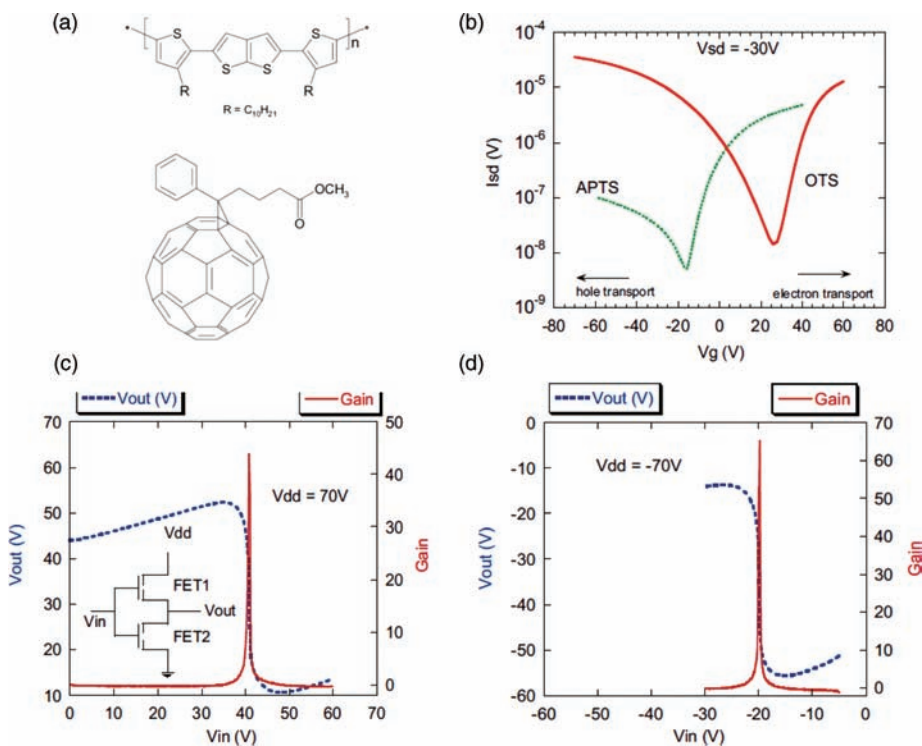 (a)
S
S
S
S
n
R
R
R = C10H21
OCH3
O
(b)
Vsd = -30V
APTS
OTS
hole transport
electron transport
10-4
10-5
10-6
10-7
10-8
10-9
Isd (V)
-80 -60 -40 -20 0 20 40 60 80
Vg (V)
(c)
Vout (V)
Gain
Vdd = 70V
Vdd
FET1
Vin
Vout
FET2
70
60
50
40
30
20
10
Vout (V)
50
40
30
20
10
0
Gain
0 10 20 30 40 50 60 70
Vin (V)
(d)
Vout (V)
Gain
Vdd = -70V
0
-10
-20
-30
-40
-50
-60
Vout (V)
70
60
50
40
30
20
10
0
Gain
-60 -50 -40 -30 -20 -10 0
Vin (V)